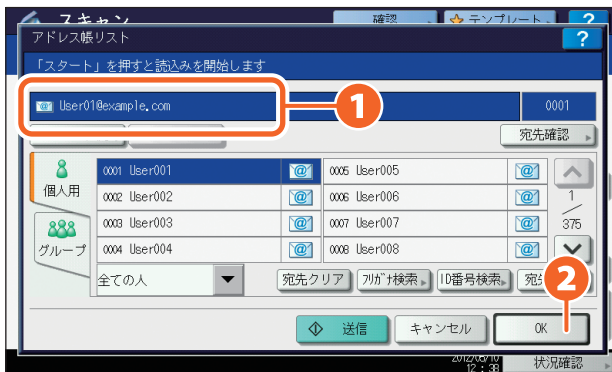 スキャン
確認
テンプレート
?
アドレス帳リスト
?
「スタート」を押すと読込みを開始します
User01@example.com
0001
1
宛先確認
個人用
グループ
0001 User001
0005 User005
0002 User002
0006 User006
0003 User003
0007 User007
0004 User004
0008 User008
1
375
全ての人
宛先クリア
フリガナ検索
ID番号検索
2
送信
キャンセル
OK
12:38
状況確認